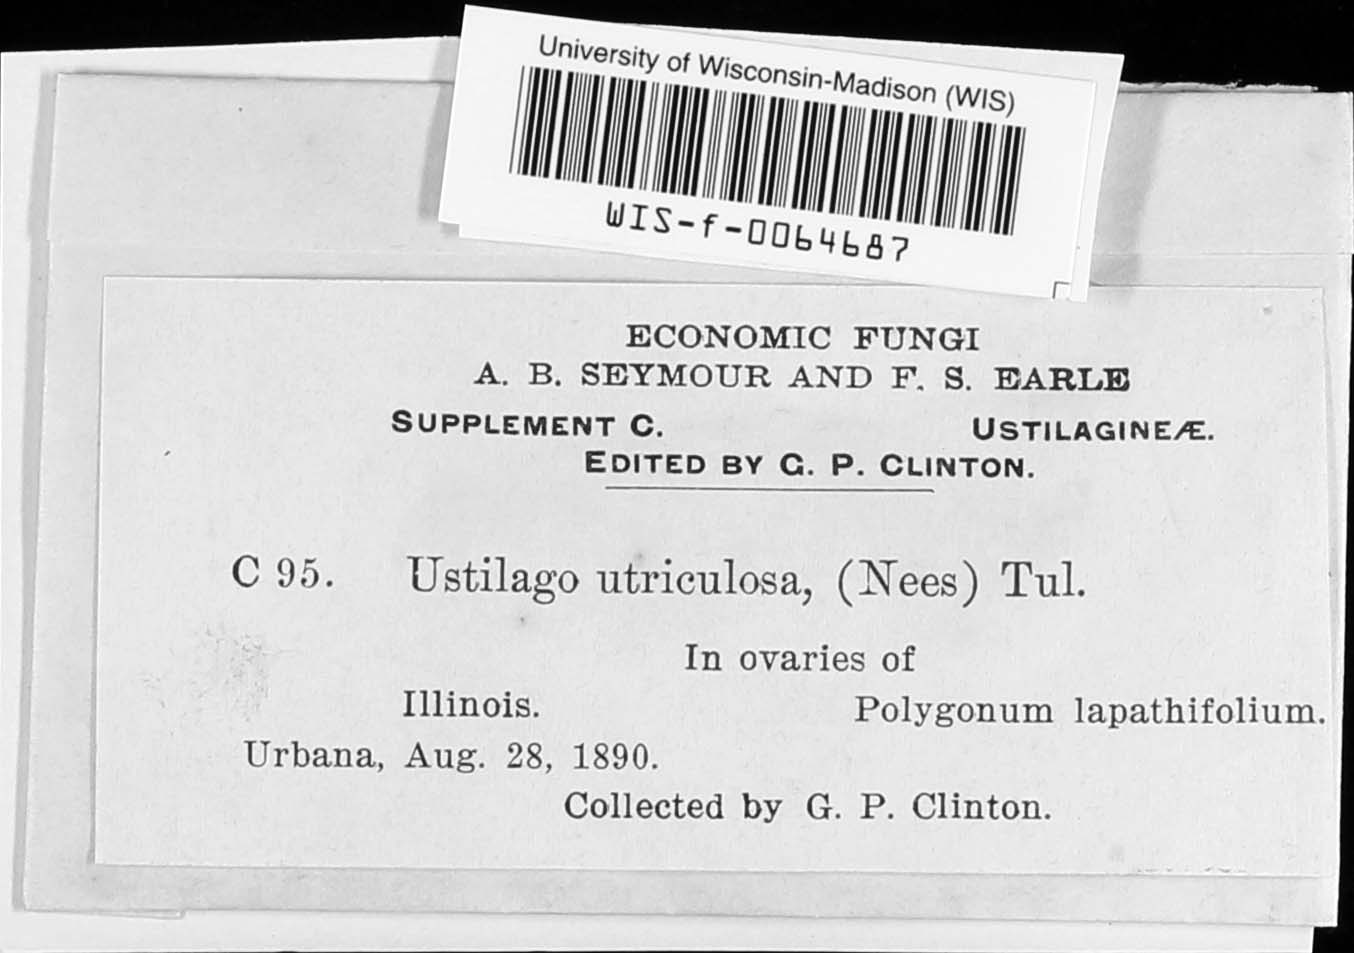 University of Wisconsin-Madison (WIS)
WIS-f-0064687
ECONOMIC FUNGI
A. B. SEYMOUR AND F. S. EARLE
SUPPLEMENT C. USTILAGINEÆ.
EDITED BY G. P. CLINTON.
C 95. Ustilago utriculosa, (Nees) Tul.
In ovaries of
Illinois. Polygonum lapathifolium.
Urbana, Aug. 28, 1890.
Collected by G. P. Clinton.